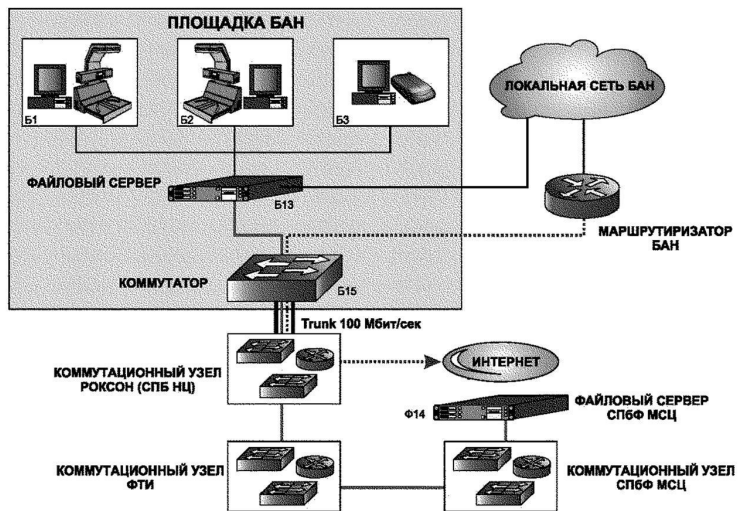 ПЛОЩАДКА БАН
Б1
Б2
Б3
ЛОКАЛЬНАЯ СЕТЬ БАН
ФАЙЛОВЫЙ СЕРВЕР
Б13
МАРШРУТИРИЗАТОР
БАН
КОММУТАТОР
Б15
Trunk 100 Мбит/сек
КОММУТАЦИОННЫЙ УЗЕЛ
РОКСОН (СПБ НЦ)
ИНТЕРНЕТ
Ф14
ФАЙЛОВЫЙ СЕРВЕР
СПбФ МСЦ
КОММУТАЦИОННЫЙ УЗЕЛ
ФТИ
КОММУТАЦИОННЫЙ УЗЕЛ
СПбФ МСЦ